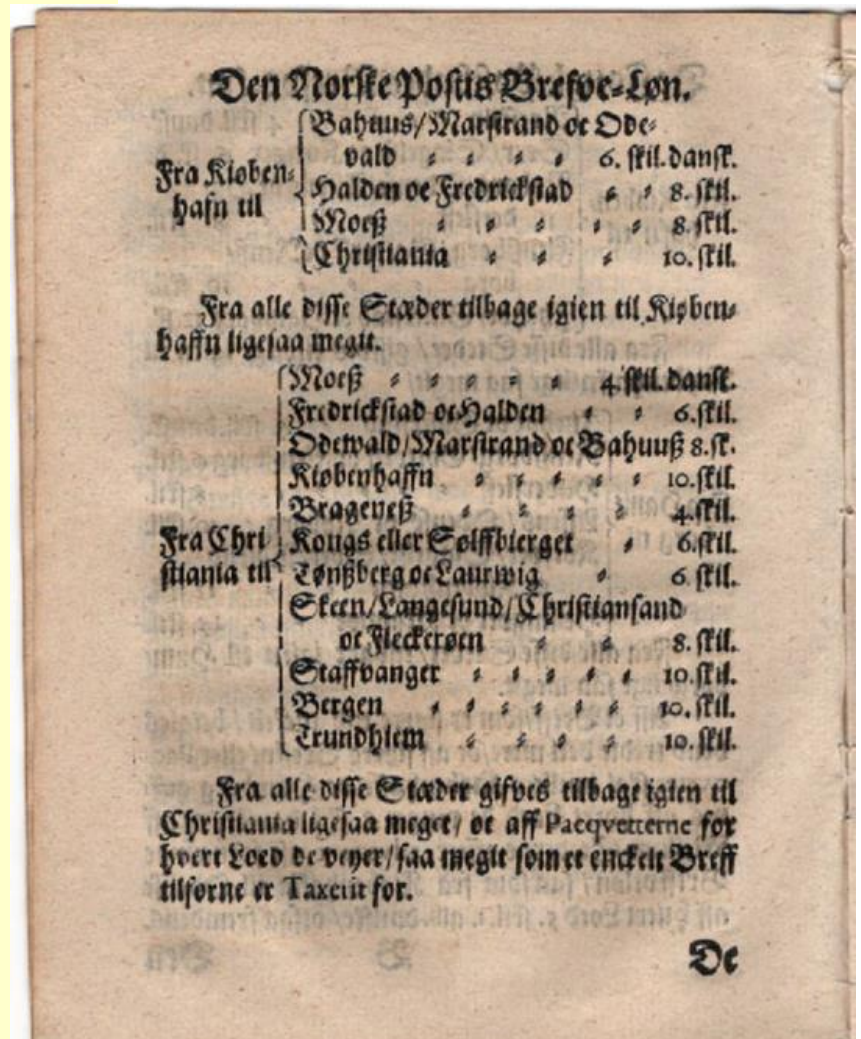 Den Norske Postis Brefve-Løn.
Bahuus/Marstrand oc Ode-
vald 6. skil. dansk.
Fra Kiøben-
hafn til
Halden oc Fredrickstad 8. skil.
Moeß 8. skil.
Christiania 10. skil.
Fra alle disse Stæder tilbage igien til Kiøben-
haffn ligesaa megit.
Moeß 4. skil. dansk.
Fredrickstad oc Halden 6. skil.
Odewald/Marstrand oc Bahuuß 8. sk.
Kiøbenhaffn 10. skil.
Brageneß 4. skil.
Fra Chri
stiania til
Kongs eller Sølffbierget 6. skil.
Tønßberg oc Laurwig 6. skil.
Skeen/Langesund/Christiansand
oc Fleckerøen 8. skil.
Staffvanger 10. skil.
Bergen 10. skil.
Trundhiem 10. skil.
Fra alle disse Stæder gifves tilbage igien til
Christiania ligesaa meget/ oc aff Pacqvetterne for
hvert Loed de veyer/ saa megit som et enckelt Breff
tilforne er Taxerit for.
De